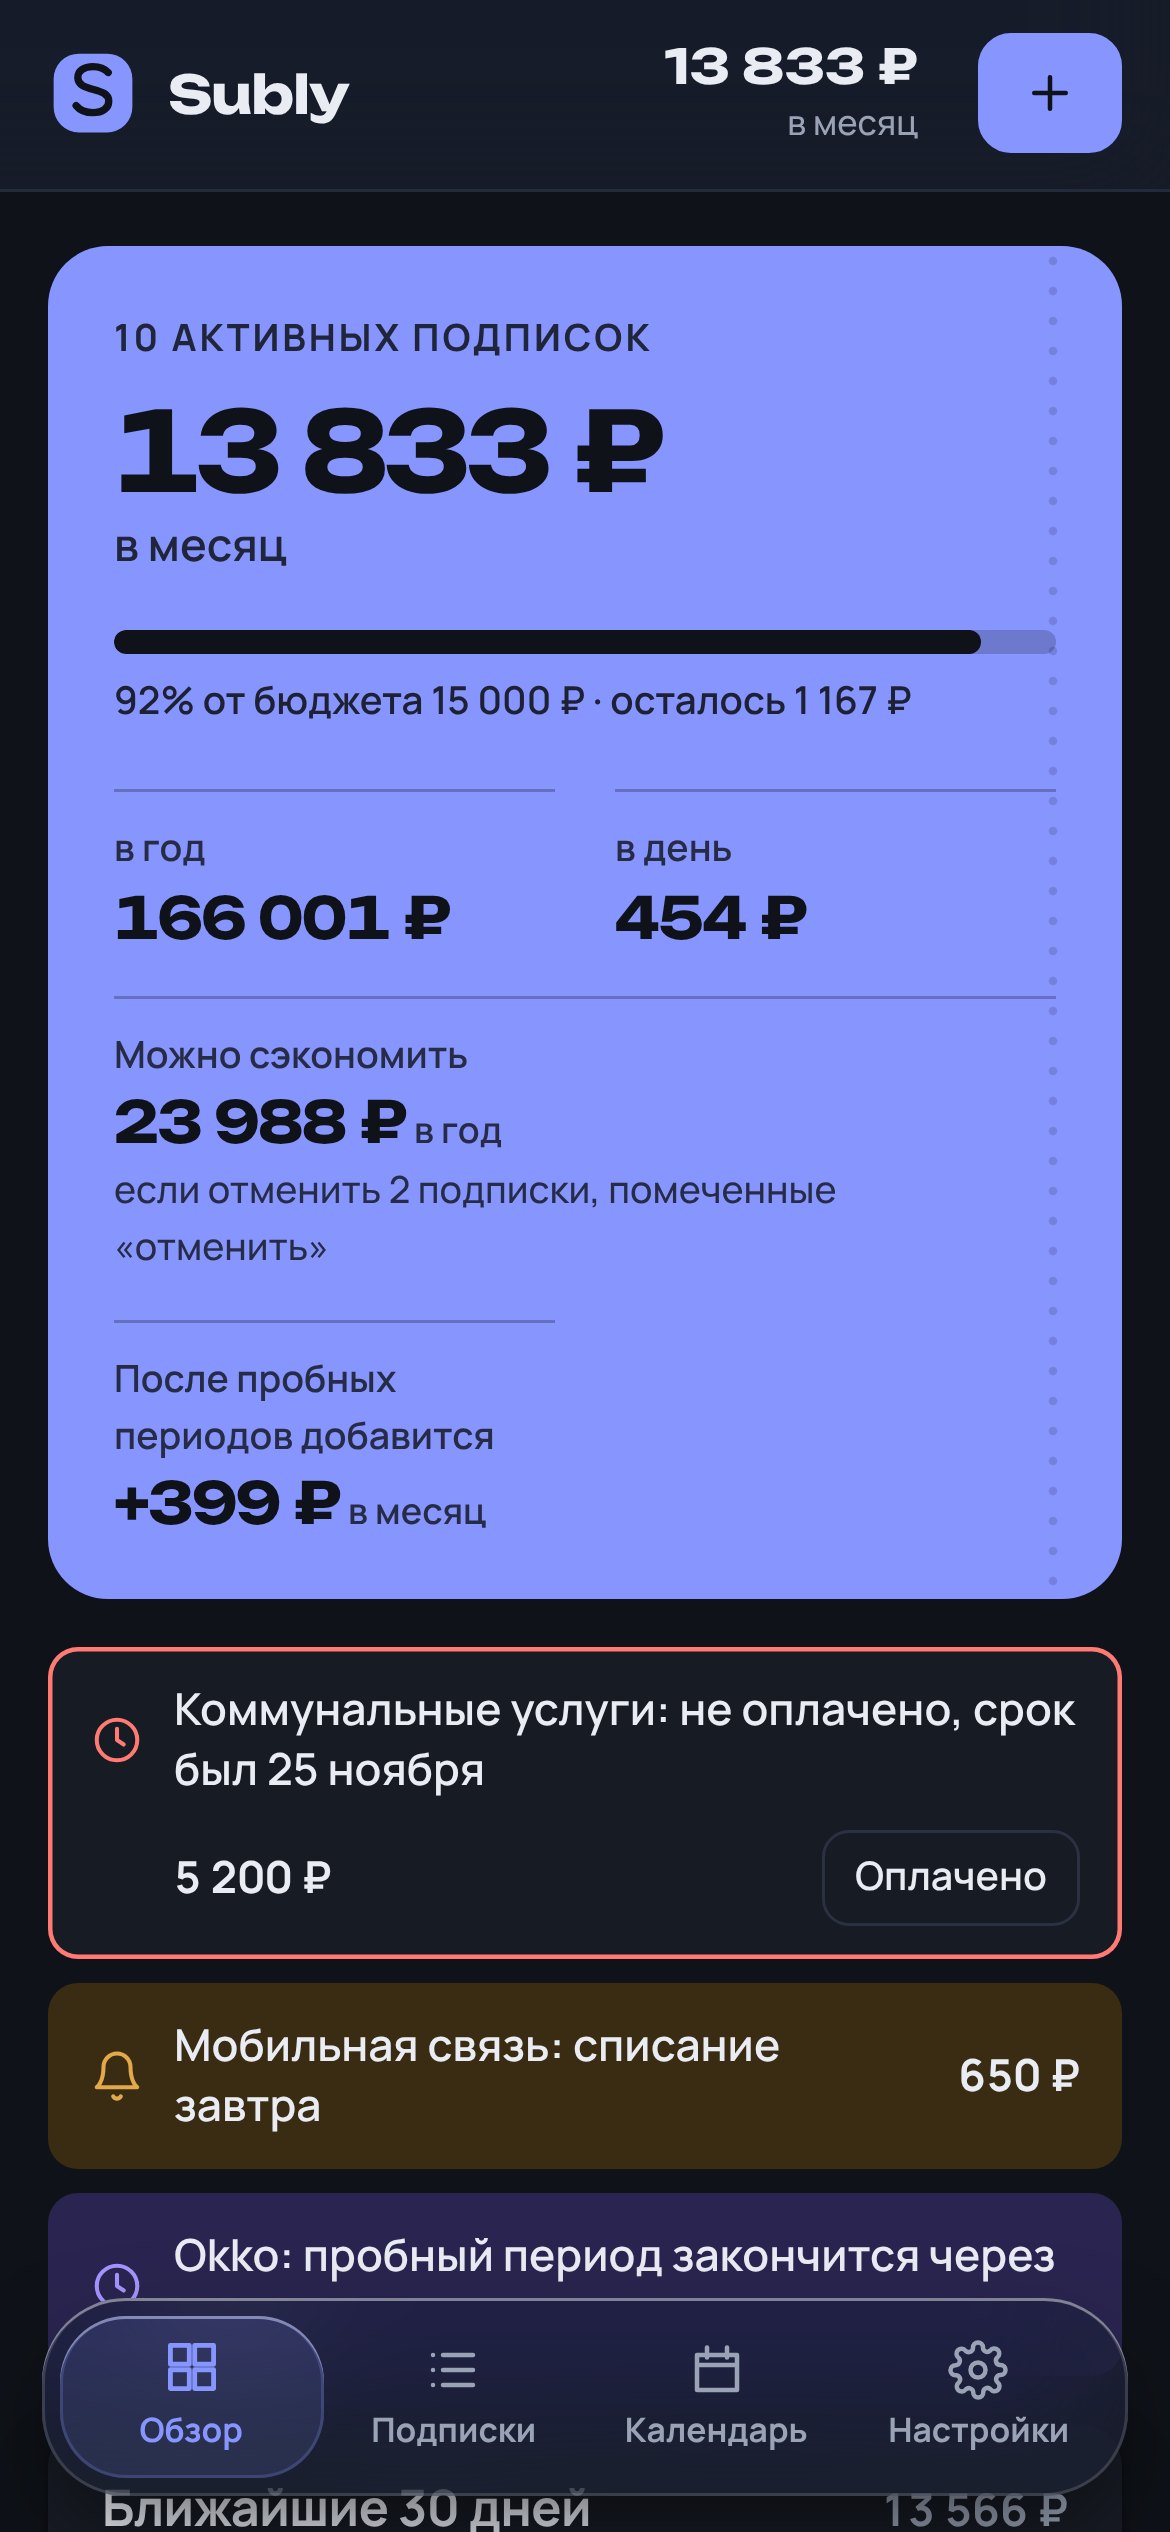 S Subly
13 833 ₽
в месяц
10 АКТИВНЫХ ПОДПИСОК
13 833 ₽
в месяц
92% от бюджета 15 000 ₽ · осталось 1 167 ₽
в год
166 001 ₽
в день
454 ₽
Можно сэкономить
23 988 ₽ в год
если отменить 2 подписки, помеченные
«отменить»
После пробных
периодов добавится
+399 ₽ в месяц
Коммунальные услуги: не оплачено, срок
был 25 ноября
5 200 ₽
Оплачено
Мобильная связь: списание
завтра
650 ₽
Okko: пробный период закончится через
Обзор
Подписки
Календарь
Настройки
Ближайшие 30 дней
13 566 ₽